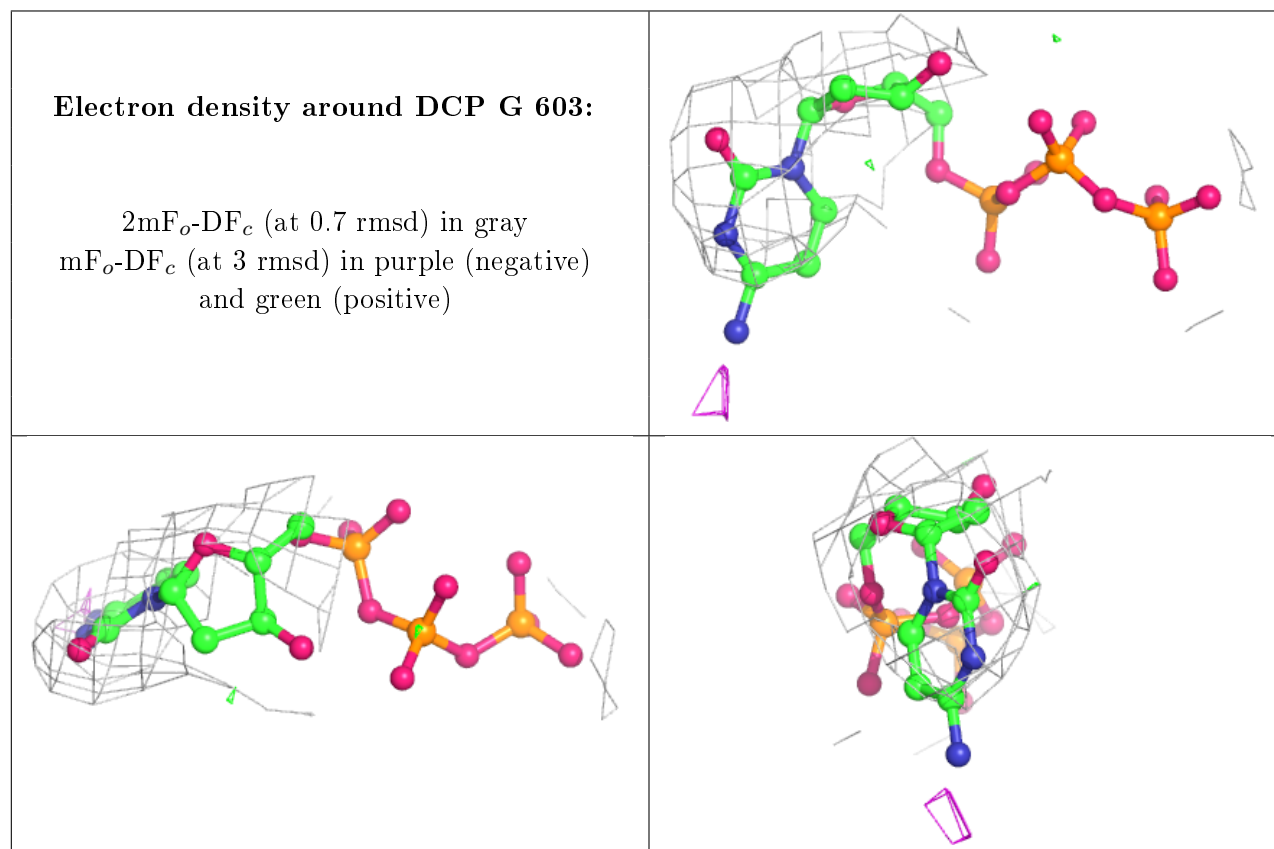 Electron density around DCP G 603:
2mFo-DFc (at 0.7 rmsd) in gray
mFo-DFc (at 3 rmsd) in purple (negative)
and green (positive)